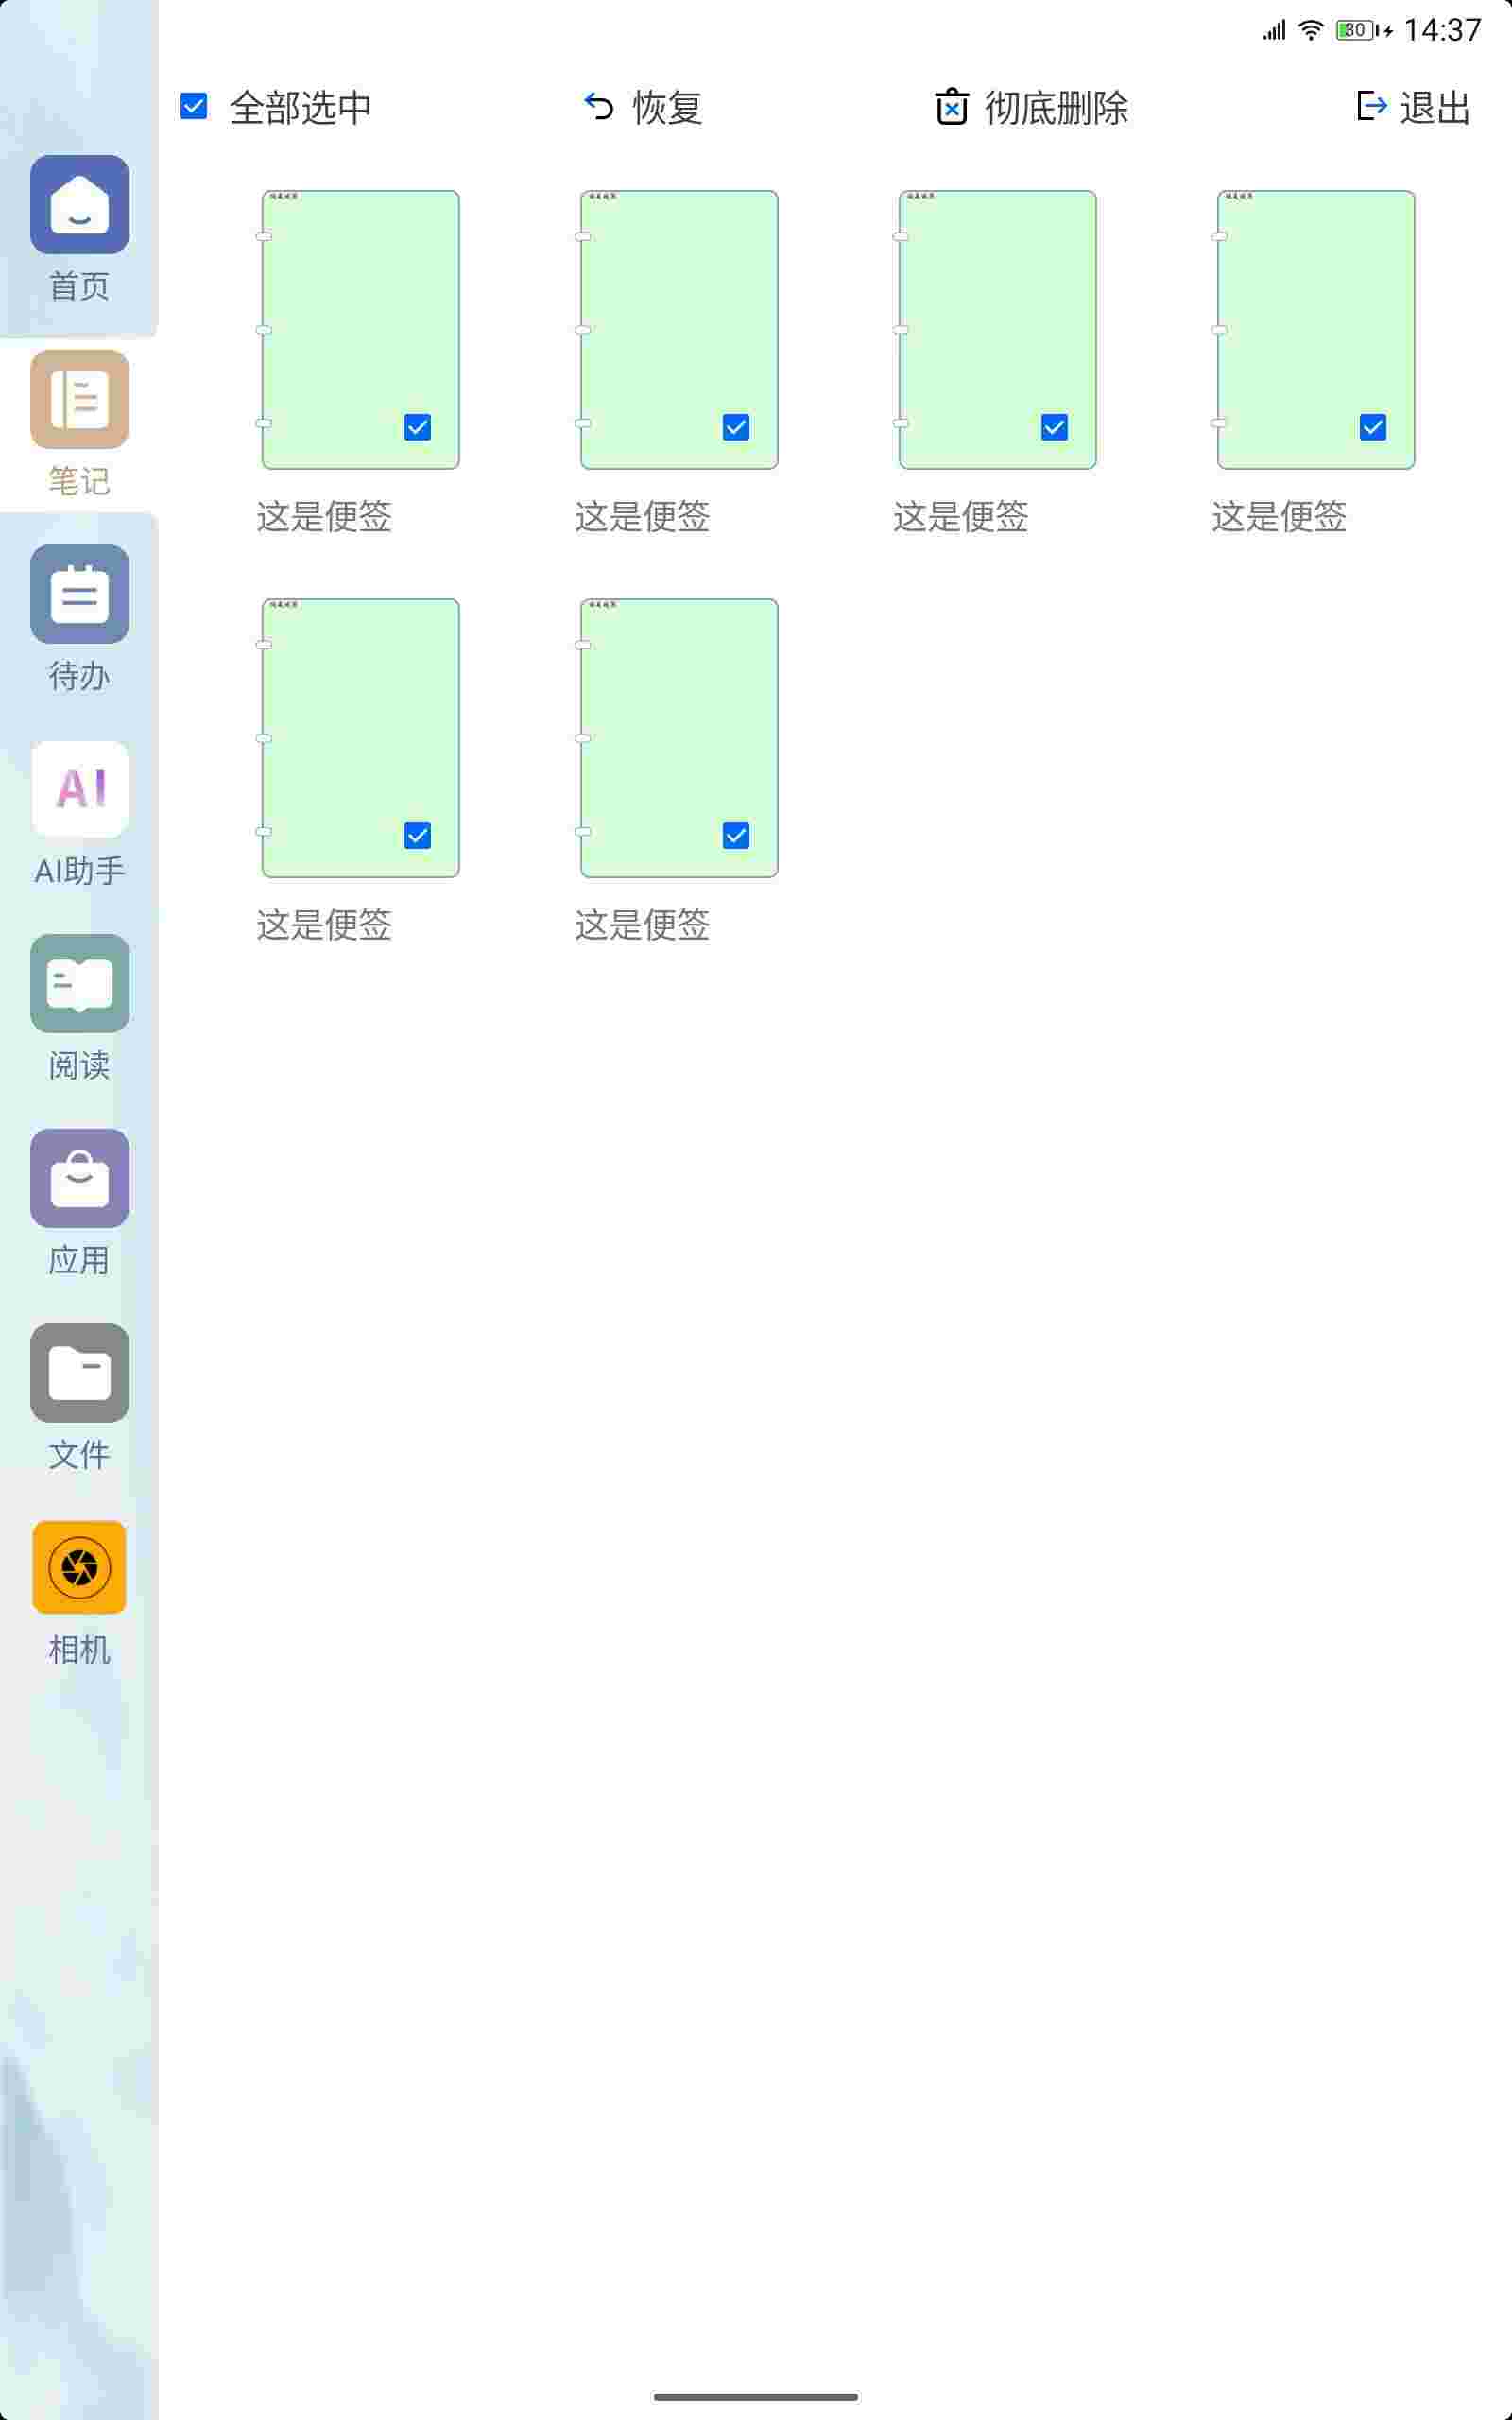 30 14:37
全部选中 恢复 彻底删除 退出
首页
笔记
待办
AI
AI助手
阅读
应用
文件
相机
这是便签 这是便签 这是便签 这是便签
这是便签 这是便签